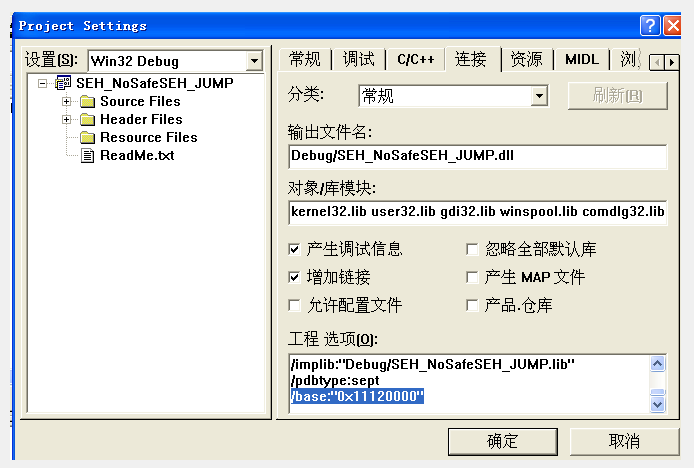 Project Settings
设置(S):
Win32 Debug
SEH_NoSafeSEH_JUMP
Source Files
Header Files
Resource Files
ReadMe.txt
常规 调试 C/C++ 连接 资源 MIDL 浏
分类: 常规 刷新(R)
输出文件名:
Debug/SEH_NoSafeSEH_JUMP.dll
对象/库模块:
kernel32.lib user32.lib gdi32.lib winspool.lib comdlg32.lib
产生调试信息 忽略全部默认库
增加链接 产生 MAP 文件
允许配置文件 产品.仓库
工程 选项(O):
/implib:"Debug/SEH_NoSafeSEH_JUMP.lib"
/pdbtype:sept
/base:"0x11120000"
确定 取消